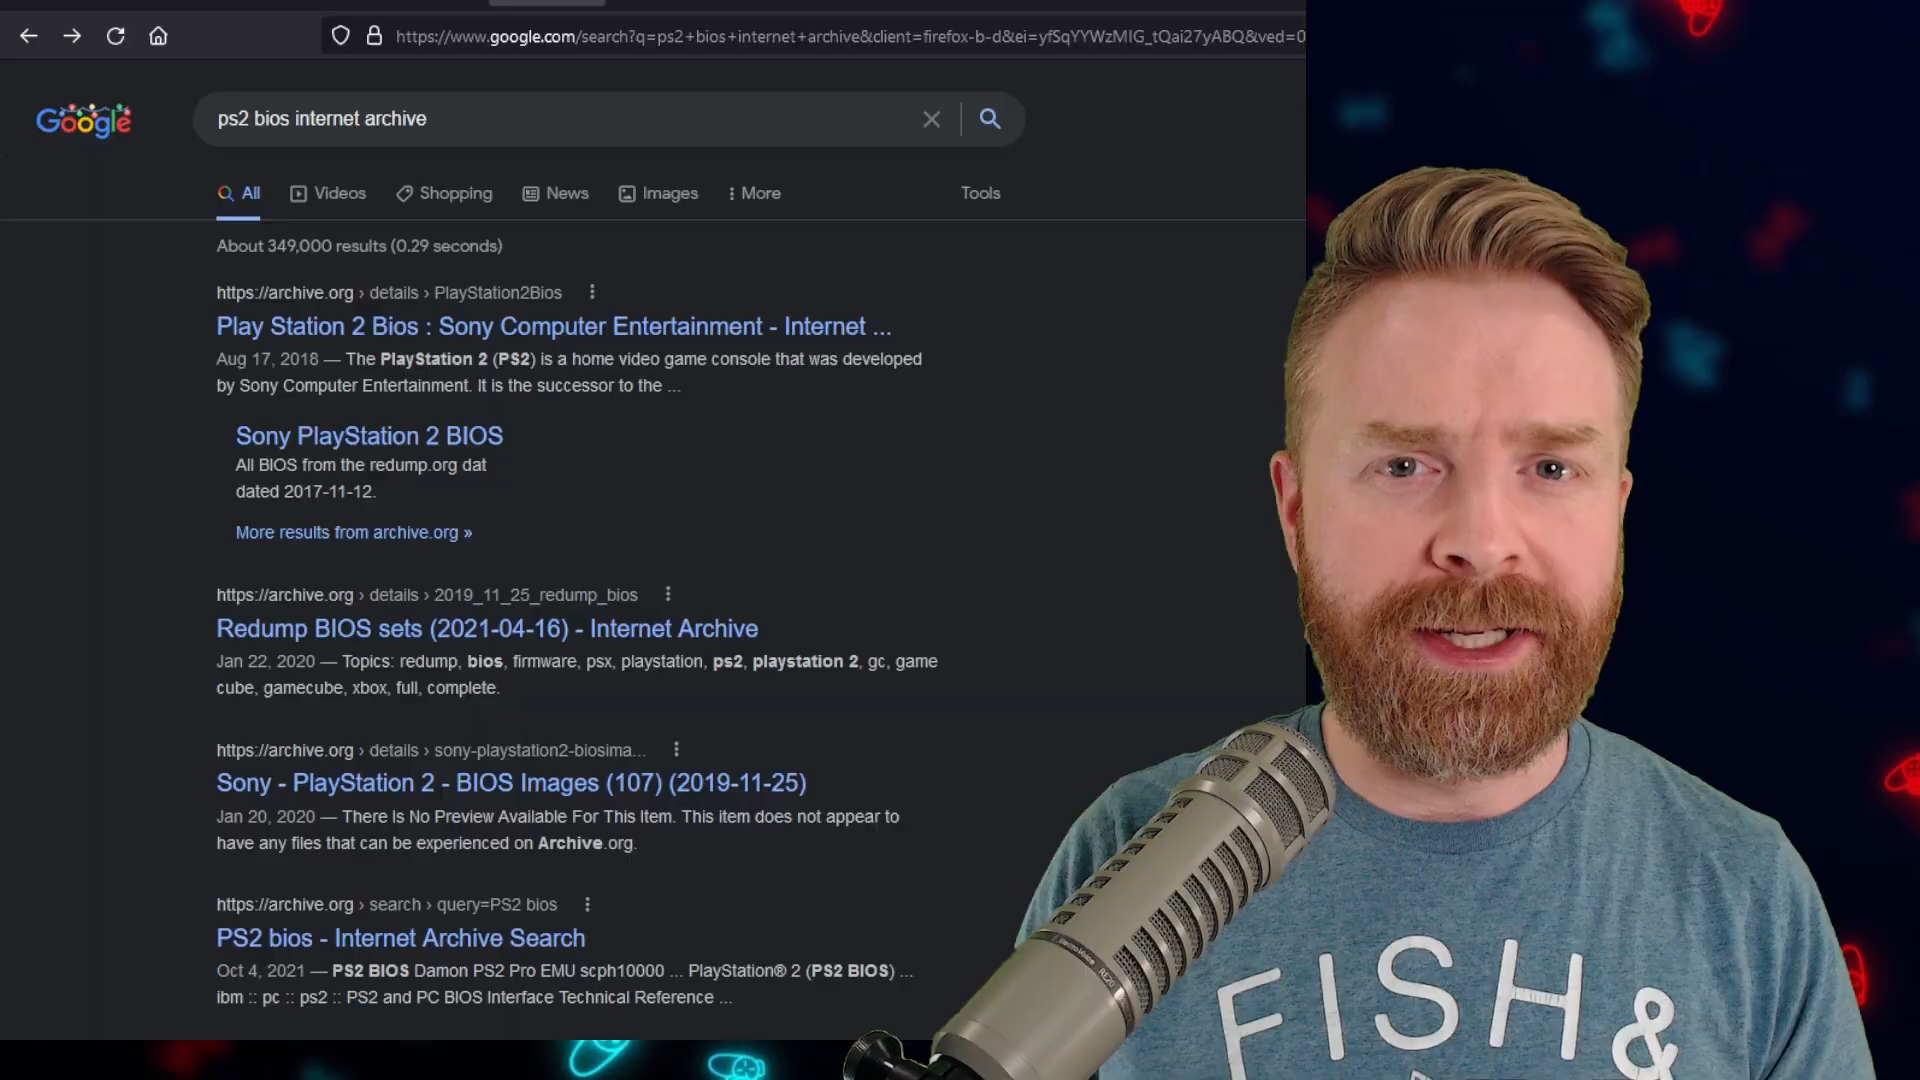 https://www.google.com/search?q=ps2+bios+internet+archive&client=firefox-b-d&ei=yfSqYYWzMIG_tQai27yABQ&ved=0
Google
ps2 bios internet archive
All Videos Shopping News Images More Tools
About 349,000 results (0.29 seconds)
https://archive.org › details › PlayStation2Bios
Play Station 2 Bios : Sony Computer Entertainment - Internet ...
Aug 17, 2018 — The PlayStation 2 (PS2) is a home video game console that was developed
by Sony Computer Entertainment. It is the successor to the ...
Sony PlayStation 2 BIOS
All BIOS from the redump.org dat
dated 2017-11-12.
More results from archive.org »
https://archive.org › details › 2019_11_25_redump_bios
Redump BIOS sets (2021-04-16) - Internet Archive
Jan 22, 2020 — Topics: redump, bios, firmware, psx, playstation, ps2, playstation 2, gc, game
cube, gamecube, xbox, full, complete.
https://archive.org › details › sony-playstation2-biosima...
Sony - PlayStation 2 - BIOS Images (107) (2019-11-25)
Jan 20, 2020 — There Is No Preview Available For This Item. This item does not appear to
have any files that can be experienced on Archive.org.
https://archive.org › search › query=PS2 bios
PS2 bios - Internet Archive Search
Oct 4, 2021 — PS2 BIOS Damon PS2 Pro EMU scph10000 ... PlayStation® 2 (PS2 BIOS) ...
ibm :: pc :: ps2 :: PS2 and PC BIOS Interface Technical Reference ...
Electro-Voice RE20
FISH &